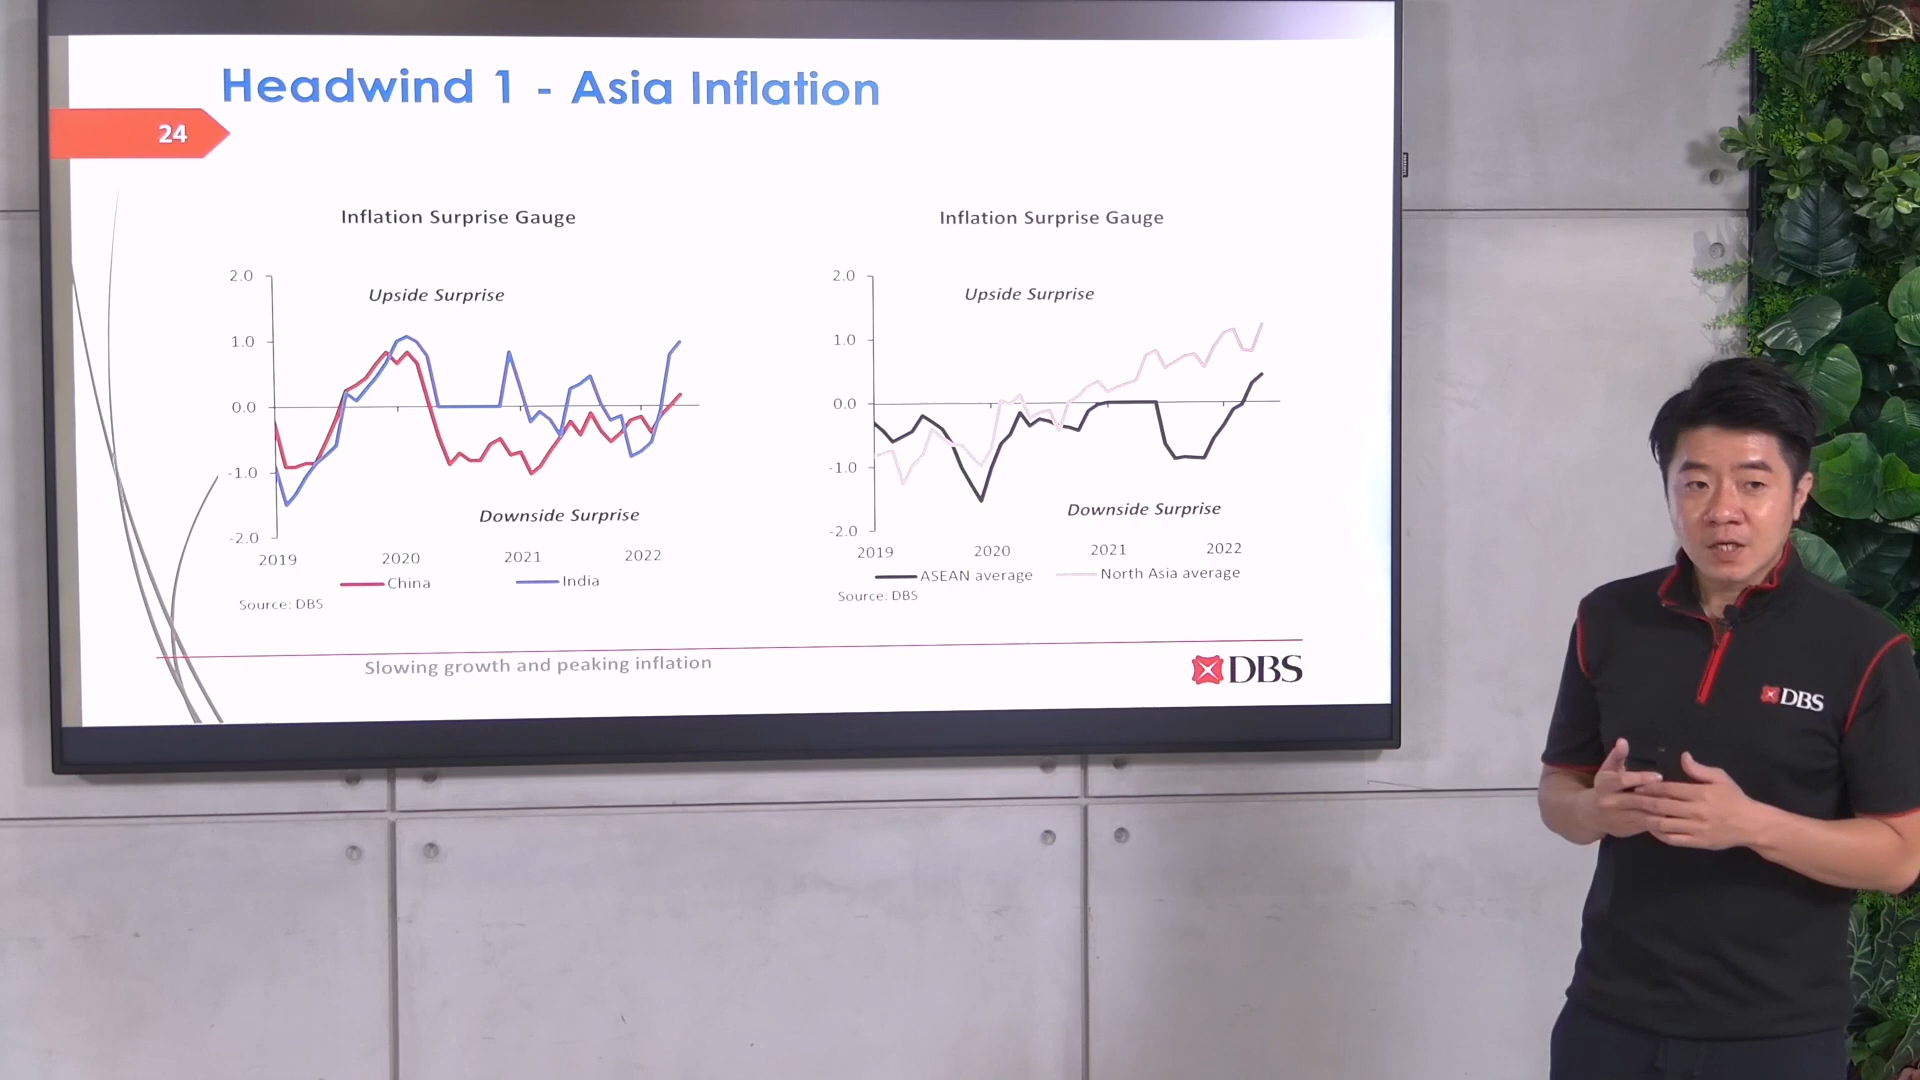 Headwind 1 - Asia Inflation
24
Inflation Surprise Gauge
2.0
Upside Surprise
1.0
0.0
-1.0
Downside Surprise
-2.0
2019 2020 2021 2022
China India
Source: DBS
Inflation Surprise Gauge
2.0
Upside Surprise
1.0
0.0
-1.0
Downside Surprise
-2.0
2019 2020 2021 2022
ASEAN average North Asia average
Source: DBS
Slowing growth and peaking inflation
DBS
DBS